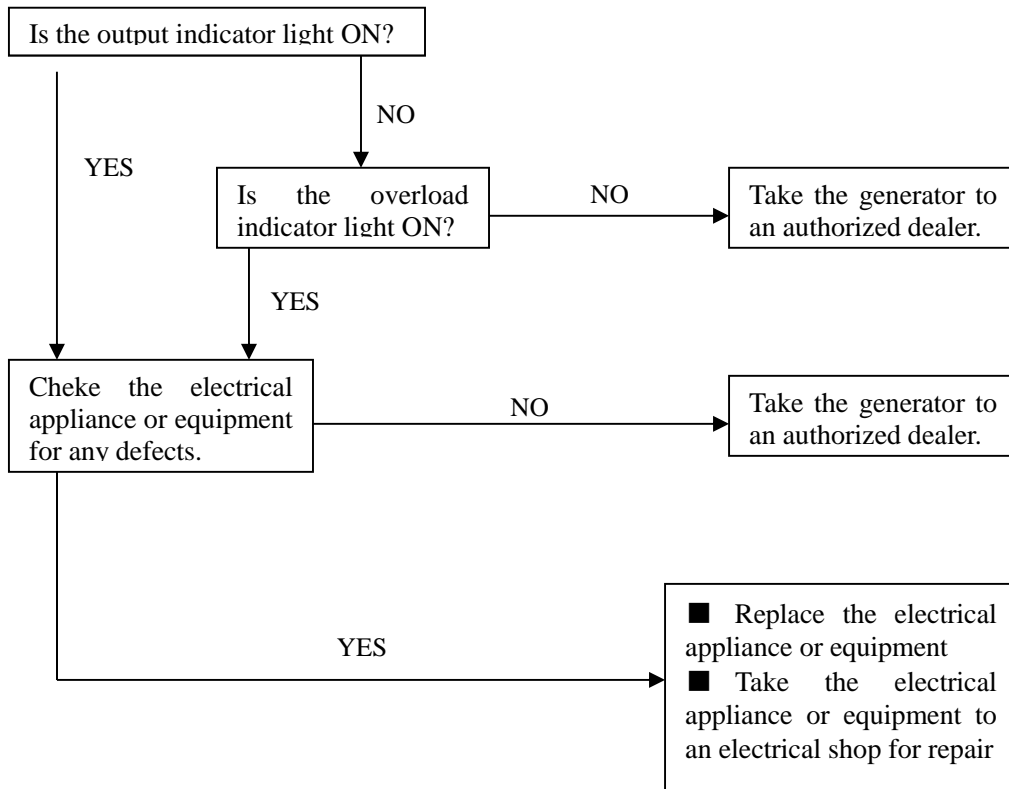 Is the output indicator light ON?
NO
YES
Is the overload
indicator light ON?
NO
Take the generator to
an authorized dealer.
YES
Cheke the electrical
appliance or equipment
for any defects.
NO
Take the generator to
an authorized dealer.
YES
■ Replace the electrical
appliance or equipment
■ Take the electrical
appliance or equipment to
an electrical shop for repair